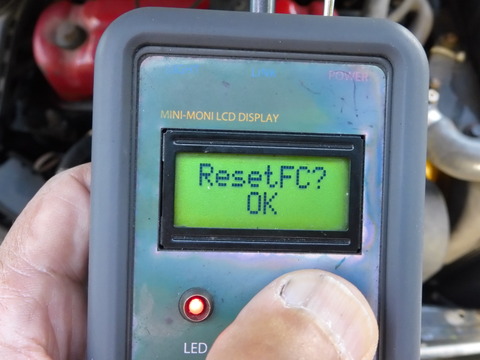 POWER
MINI-MONI LCD DISPLAY
ResetFC?
OK
LED